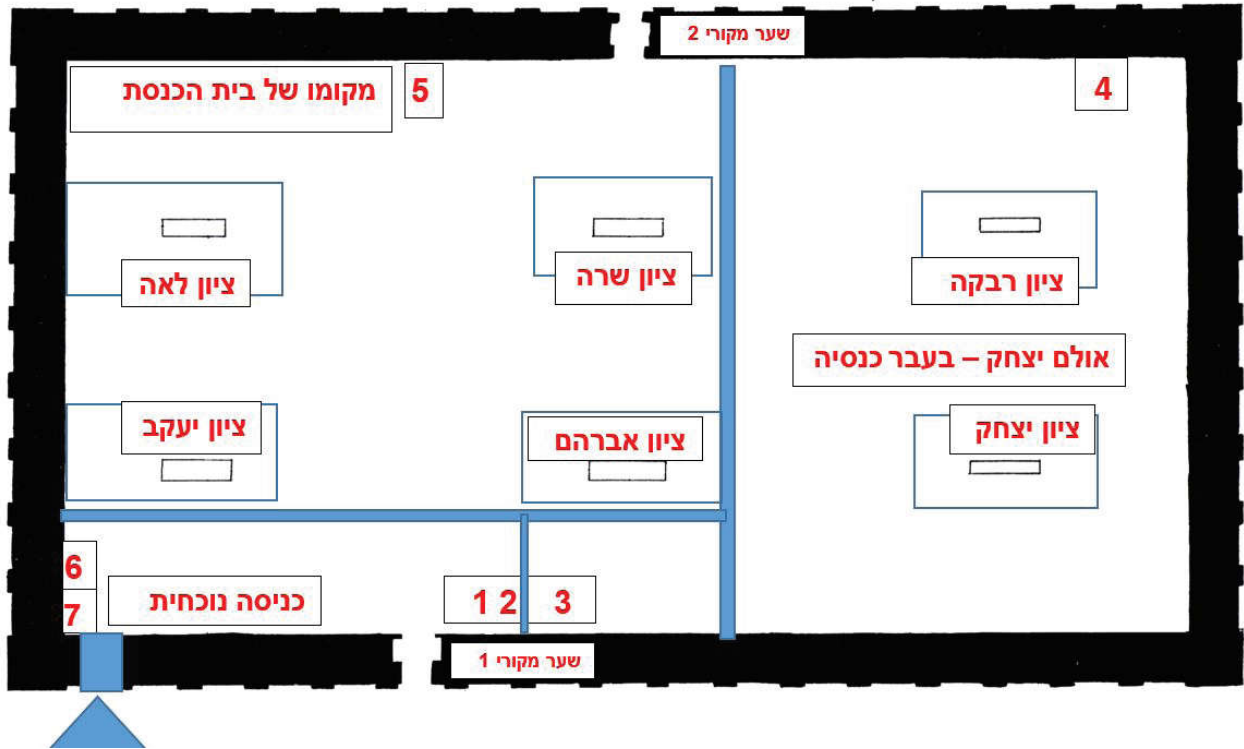 שער מקורי 2
מקומו של בית הכנסת
5
4
ציון לאה
ציון שרה
ציון רבקה
אולם יצחק – בעבר כנסיה
ציון יעקב
ציון אברהם
ציון יצחק
6
7
כניסה נוכחית
1 2
3
שער מקורי 1